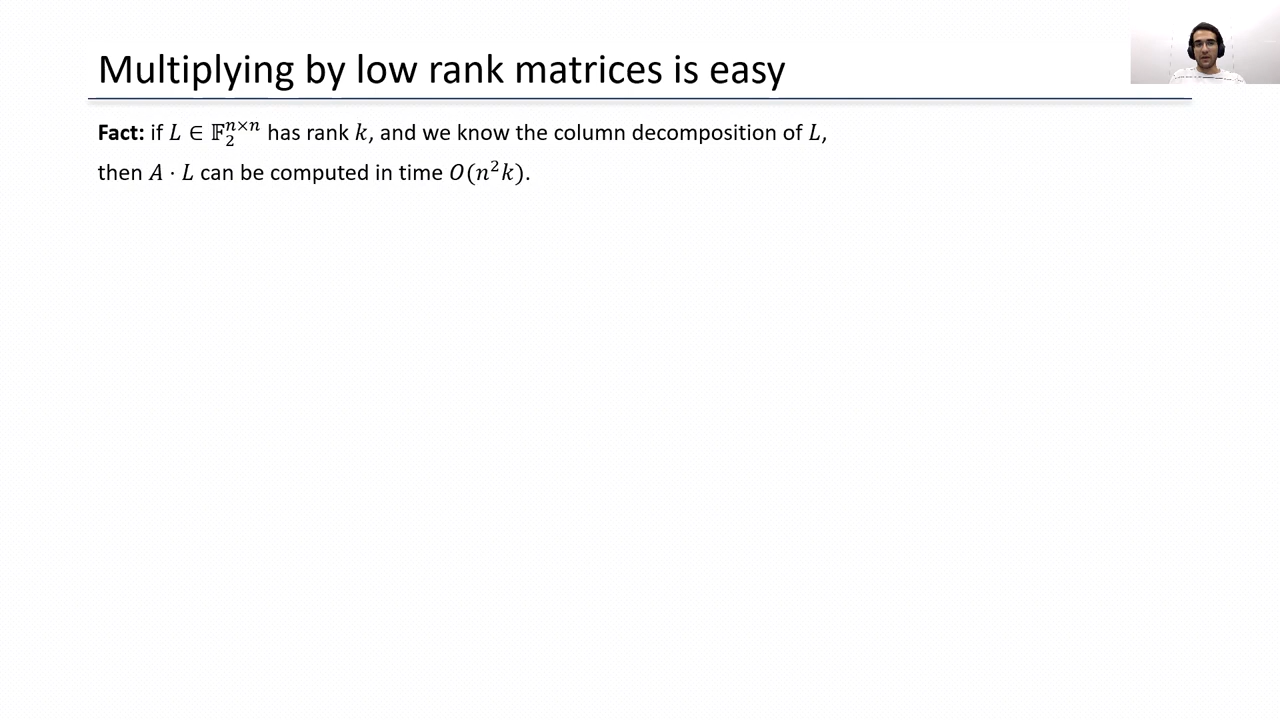 Multiplying by low rank matrices is easy
Fact: if 𝐿 ∈ 𝔽₂ⁿˣⁿ has rank 𝑘, and we know the column decomposition of 𝐿,
then 𝐴 · 𝐿 can be computed in time 𝑂(𝑛²𝑘).